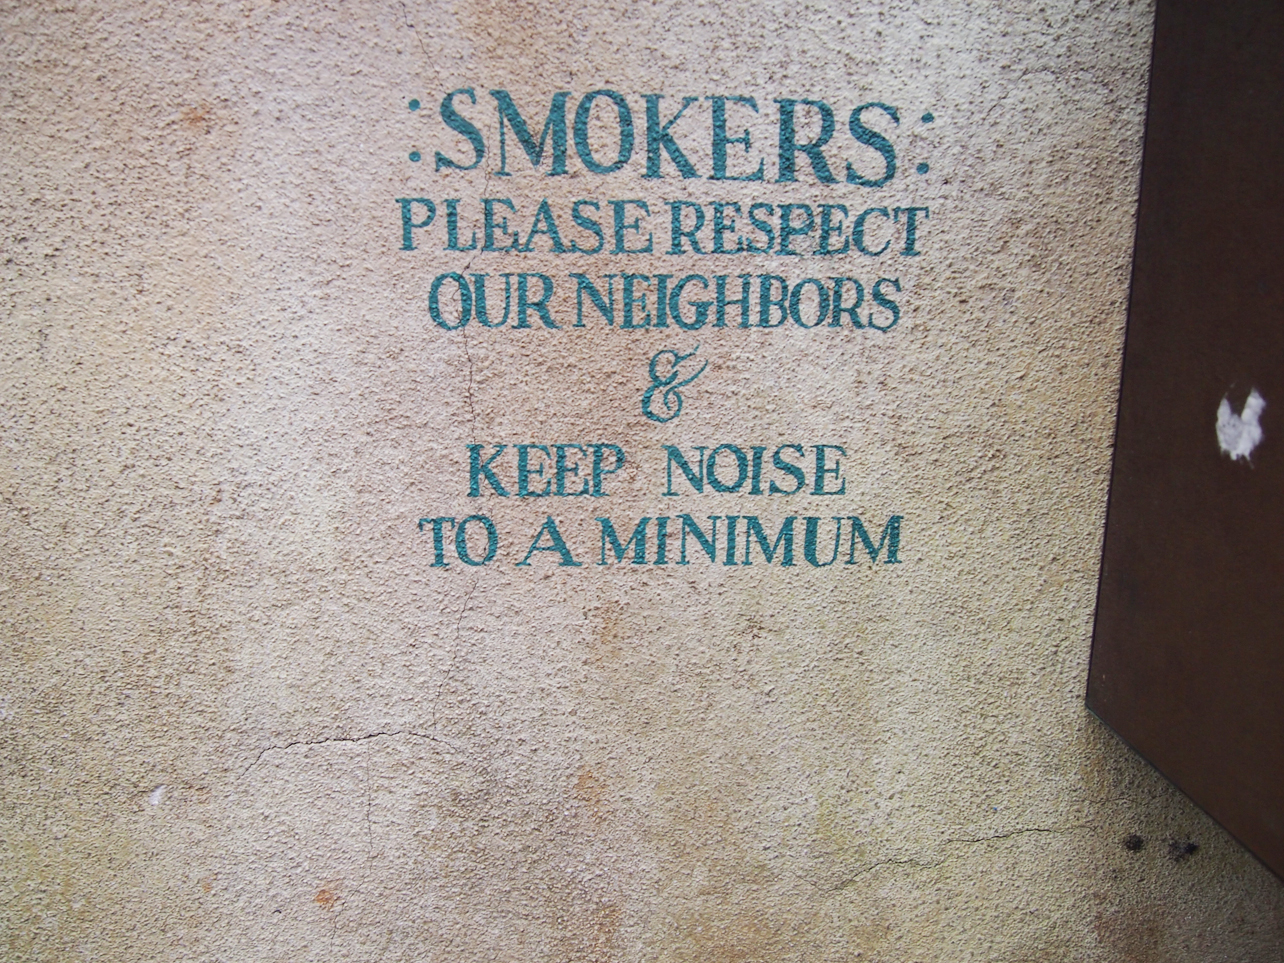 :SMOKERS:
PLEASE RESPECT
OUR NEIGHBORS
&
KEEP NOISE
TO A MINIMUM